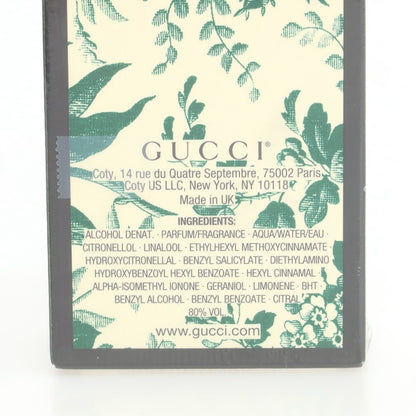 GUCCI
Coty, 14 rue du Quatre Septembre, 75002 Paris
Coty US LLC, New York, NY 10118
Made in UK
INGREDIENTS:
ALCOHOL DENAT. · PARFUM/FRAGRANCE · AQUA/WATER/EAU ·
CITRONELLOL · LINALOOL · ETHYLHEXYL METHOXYCINNAMATE
HYDROXYCITRONELLAL · BENZYL SALICYLATE · DIETHYLAMINO
HYDROXYBENZOYL HEXYL BENZOATE · HEXYL CINNAMAL
ALPHA-ISOMETHYL IONONE · GERANIOL · LIMONENE · BHT
BENZYL ALCOHOL · BENZYL BENZOATE · CITRAL
80% VOL.
www.gucci.com